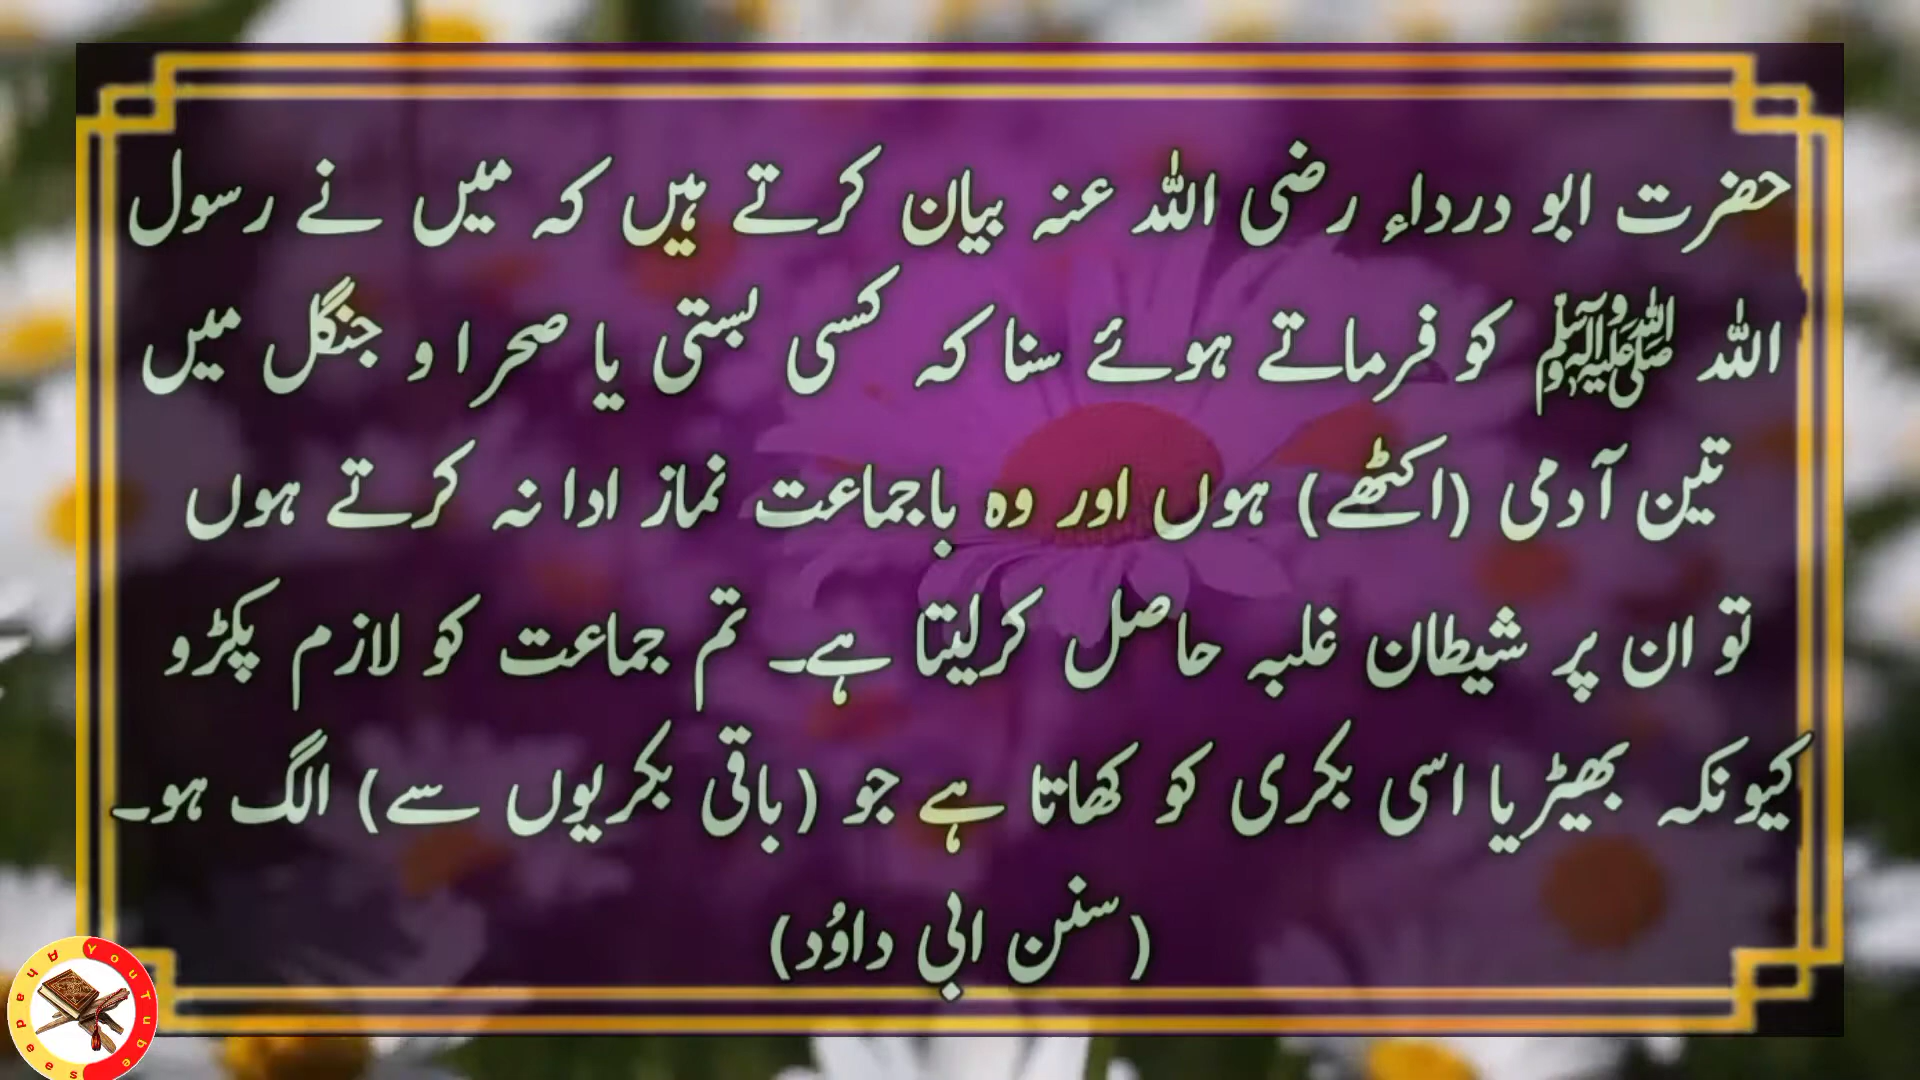 حضرت ابو درداء رضی اللہ عنہ بیان کرتے ہیں کہ میں نے رسول
اللہ ﷺ کو فرماتے ہوئے سنا کہ کسی بستی یا صحرا و جنگل میں
تین آدمی (اکٹھے) ہوں اور وہ باجماعت نماز ادا نہ کرتے ہوں
تو ان پر شیطان غلبہ حاصل کرلیتا ہے۔ تم جماعت کو لازم پکڑو
کیونکہ بھیڑیا اسی بکری کو کھاتا ہے جو (باقی بکریوں سے) الگ ہو۔
(سنن ابی داوُد)
YouTube